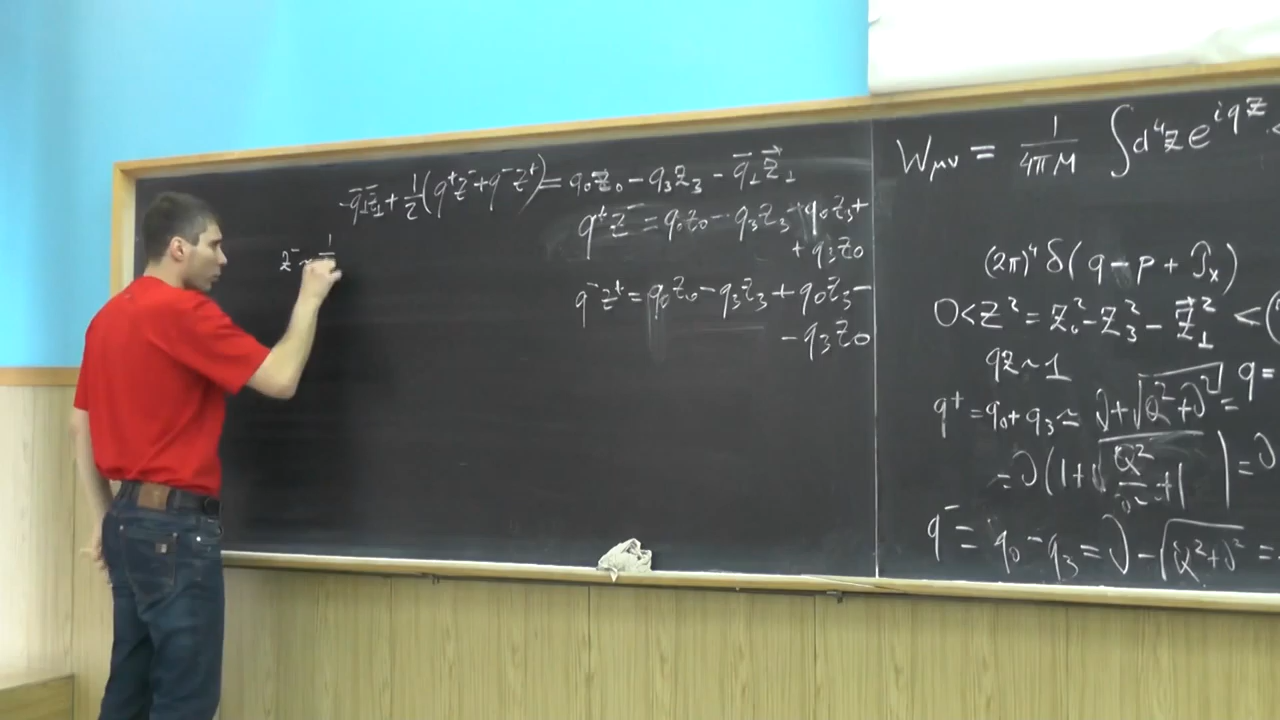 -q⃗⊥z⃗⊥ + 1/2 (q⁺z⁻ + q⁻z⁺) = q₀z₀ - q₃z₃ - q⃗⊥z⃗⊥
q⁺z⁻ = q₀z₀ - q₃z₃ - q₀z₃ +
+ q₃z₀
z⁻ ~ 1
q⁻z⁺ = q₀z₀ - q₃z₃ + q₀z₃ -
- q₃z₀
Wμν = 1/4πM ∫d⁴z e^{iqz}
(2π)⁴ δ(q - p + Pₓ)
0 < z² = z₀² - z₃² - z⃗⊥² <
qz ~ 1
q =
q⁺ = q₀ + q₃ ≃ ν + √(Q² + ν²) =
= ν(1 + √(Q²/ν² + 1)) = ν
q⁻ = q₀ - q₃ = ν - √(Q² + ν²) =